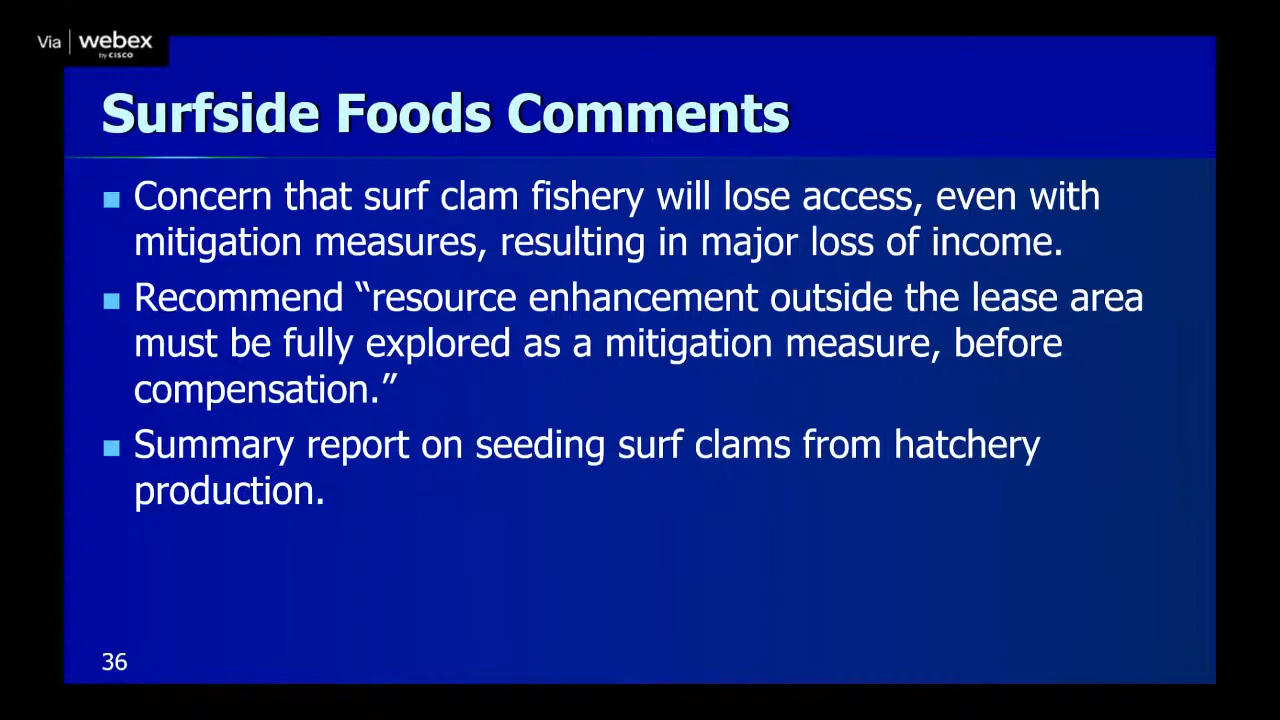 Via webex
by CISCO
Surfside Foods Comments
Concern that surf clam fishery will lose access, even with
mitigation measures, resulting in major loss of income.
Recommend “resource enhancement outside the lease area
must be fully explored as a mitigation measure, before
compensation.”
Summary report on seeding surf clams from hatchery
production.
36